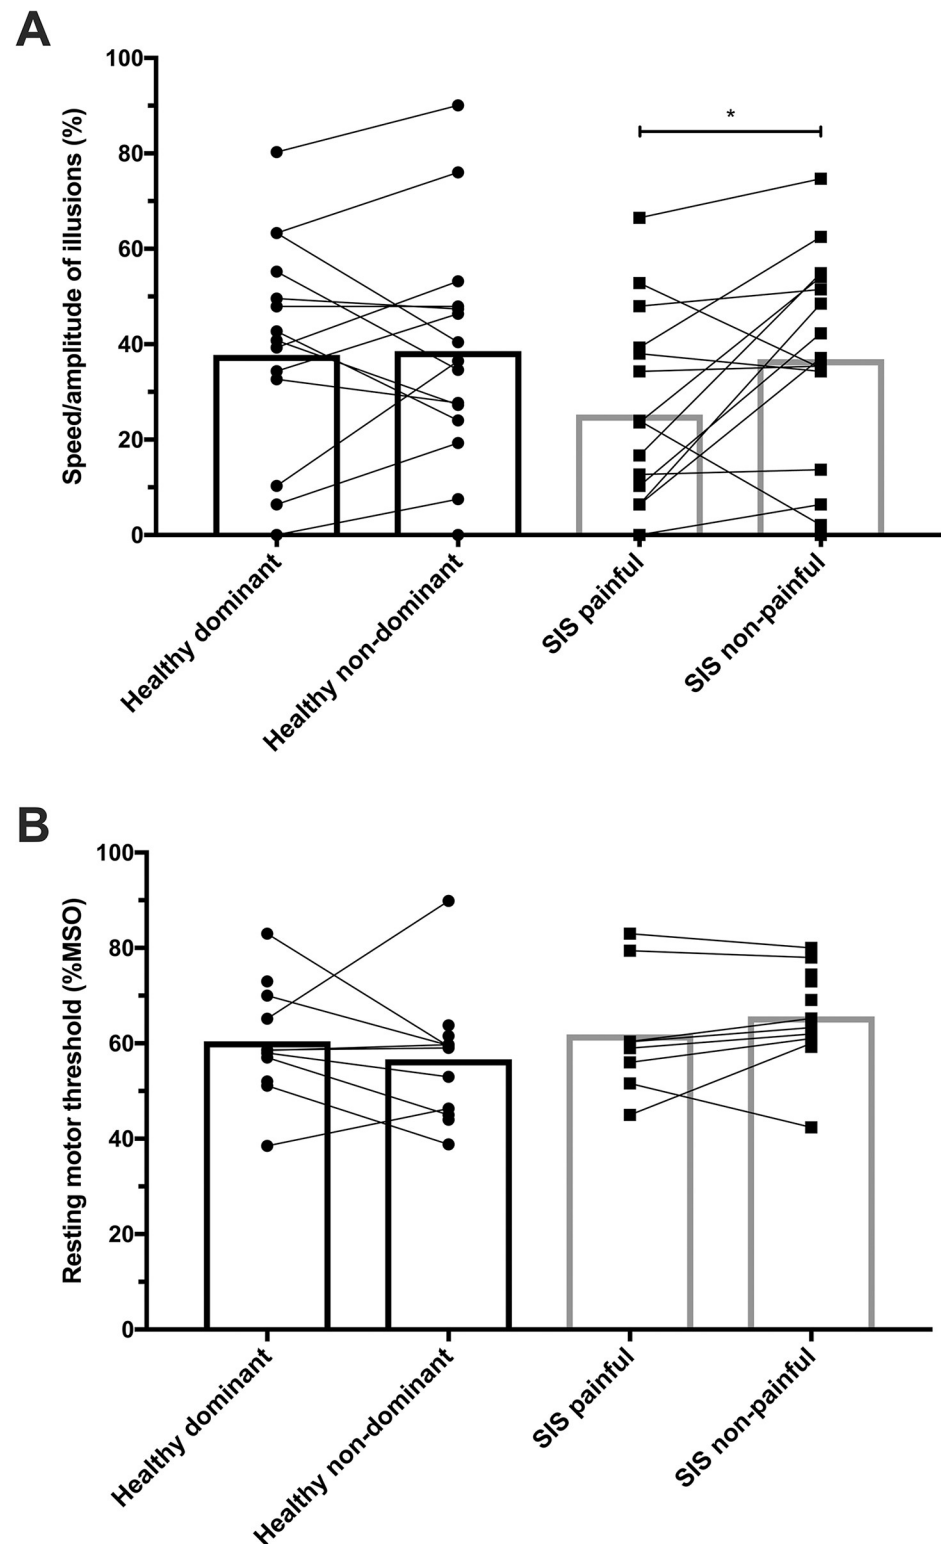 A
Speed/amplitude of illusions (%)
100
80
60
40
20
0
*
Healthy dominant
Healthy non-dominant
SIS painful
SIS non-painful
B
Resting motor threshold (%MSO)
100
80
60
40
20
0
Healthy dominant
Healthy non-dominant
SIS painful
SIS non-painful